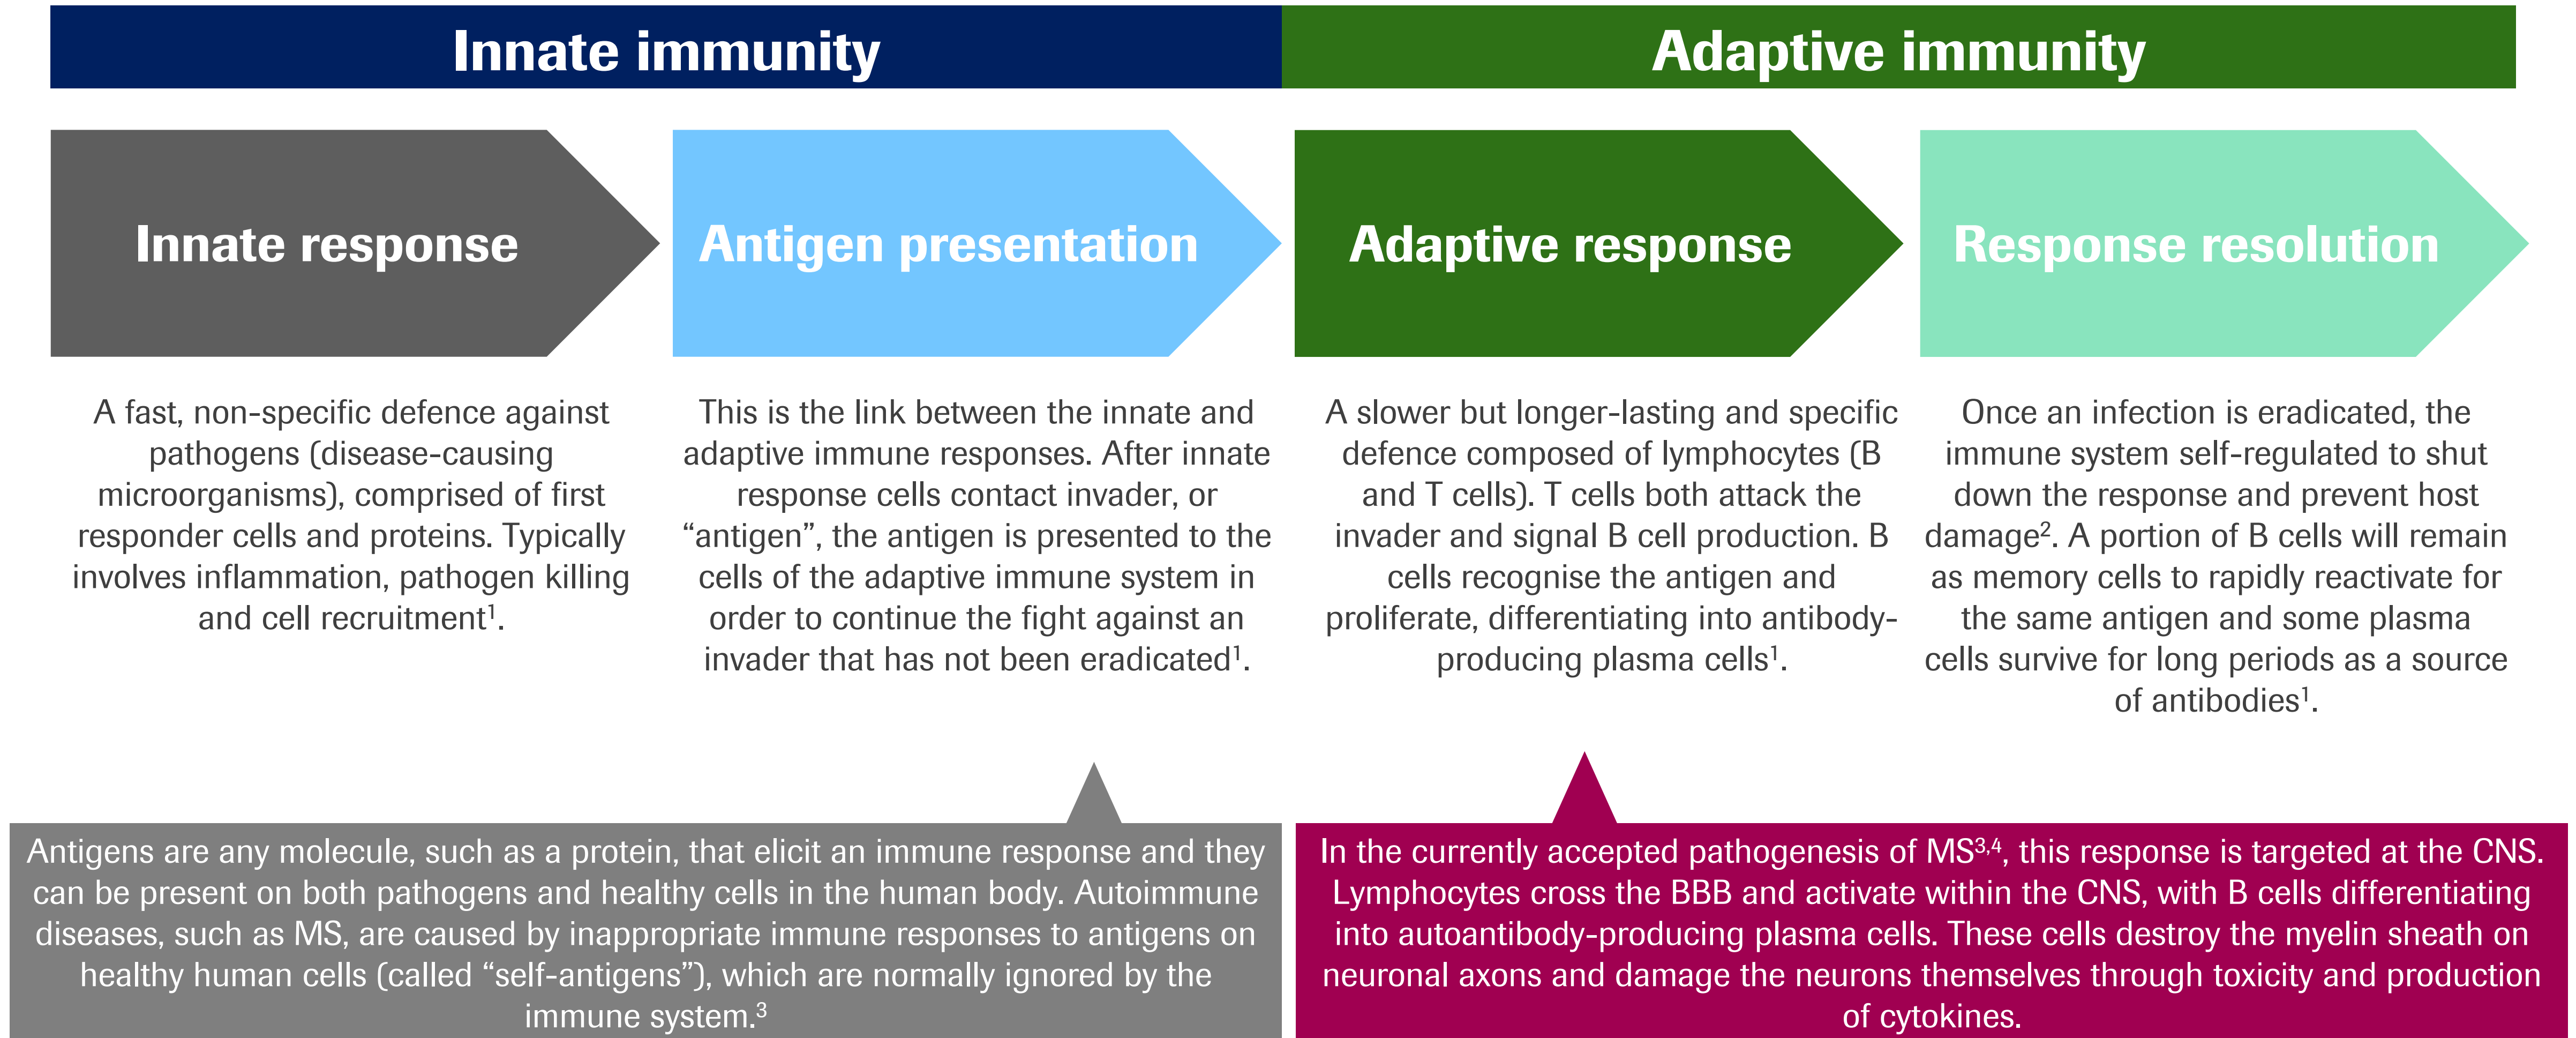 Innate immunity
Adaptive immunity
Innate response
Antigen presentation
Adaptive response
Response resolution
A fast, non-specific defence against
pathogens (disease-causing
microorganisms), comprised of first
responder cells and proteins. Typically
involves inflammation, pathogen killing
and cell recruitment¹.
This is the link between the innate and
adaptive immune responses. After innate
response cells contact invader, or
“antigen”, the antigen is presented to the
cells of the adaptive immune system in
order to continue the fight against an
invader that has not been eradicated¹.
A slower but longer-lasting and specific
defence composed of lymphocytes (B
and T cells). T cells both attack the
invader and signal B cell production. B
cells recognise the antigen and
proliferate, differentiating into antibody-
producing plasma cells¹.
Once an infection is eradicated, the
immune system self-regulated to shut
down the response and prevent host
damage². A portion of B cells will remain
as memory cells to rapidly reactivate for
the same antigen and some plasma
cells survive for long periods as a source
of antibodies¹.
Antigens are any molecule, such as a protein, that elicit an immune response and they
can be present on both pathogens and healthy cells in the human body. Autoimmune
diseases, such as MS, are caused by inappropriate immune responses to antigens on
healthy human cells (called “self-antigens”), which are normally ignored by the
immune system.³
In the currently accepted pathogenesis of MS³,⁴, this response is targeted at the CNS.
Lymphocytes cross the BBB and activate within the CNS, with B cells differentiating
into autoantibody-producing plasma cells. These cells destroy the myelin sheath on
neuronal axons and damage the neurons themselves through toxicity and production
of cytokines.